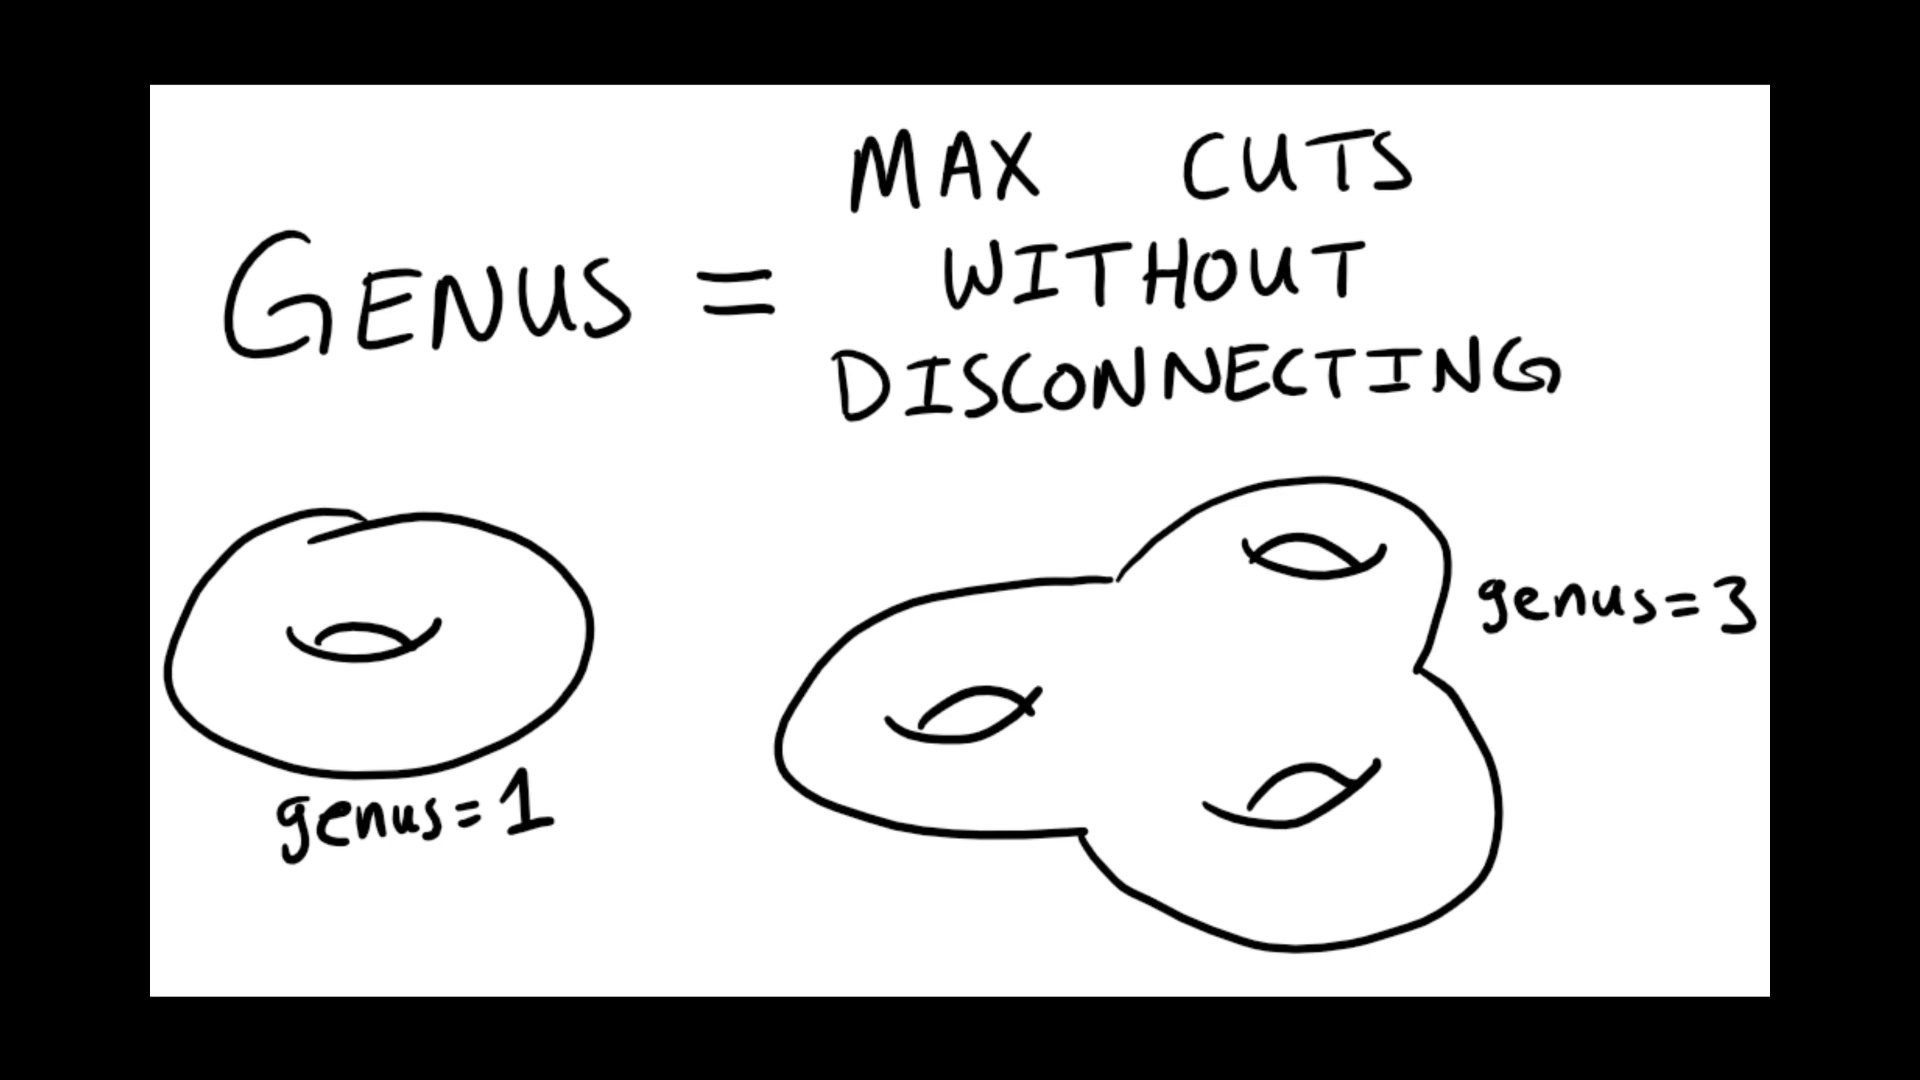 GENUS =
MAX CUTS
WITHOUT
DISCONNECTING
genus=1
genus=3